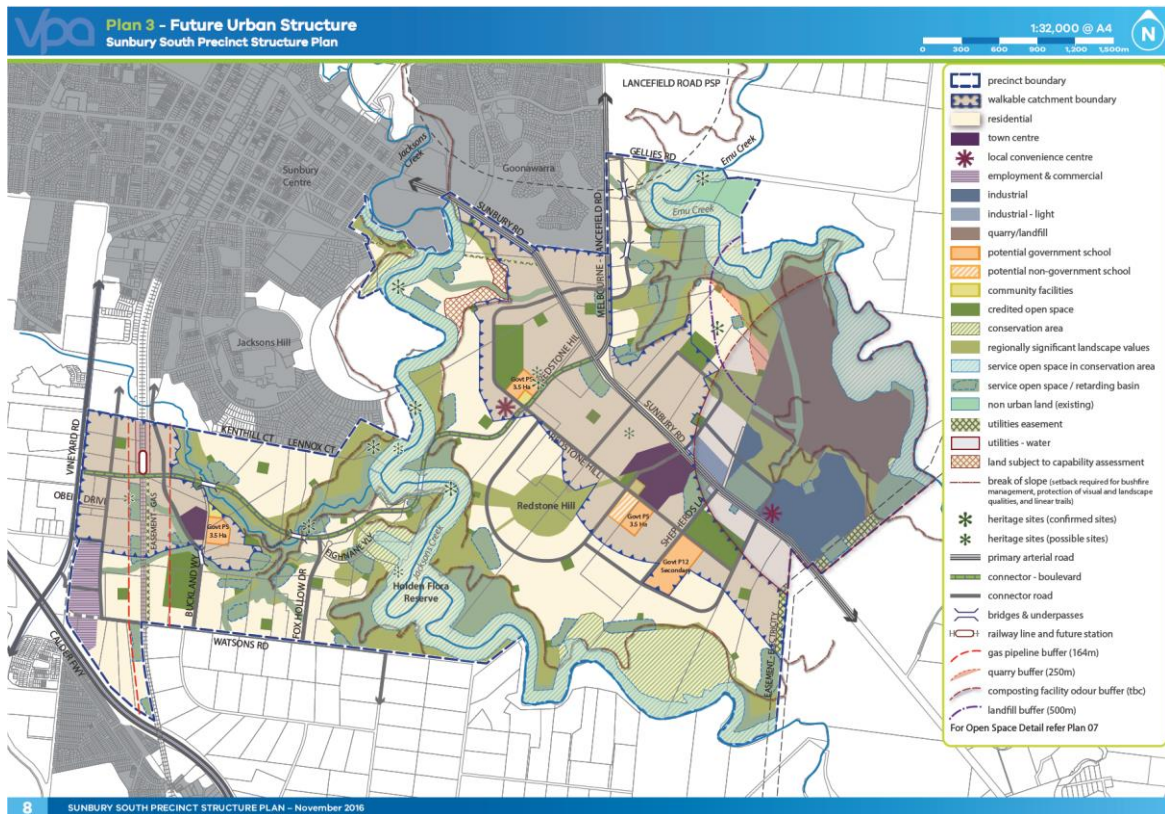 vpa
Plan 3 - Future Urban Structure
Sunbury South Precinct Structure Plan
1:32,000 @ A4
0 300 600 900 1,200 1,500m
N
LANCEFIELD ROAD PSP
GELLIES RD
Emu Creek
Emu Creek
Jacksons Creek
Sunbury Centre
Goonawarra
SUNBURY RD
MELBOURNE - LANCEFIELD RD
Jacksons Hill
REDSTONE HILL
Govt P5 3.5 Ha
SUNBURY RD
VINEYARD RD
KENTHILL CT
LENNOX CT
REDSTONE HILL
OBEID DRIVE
EASEMENT - GAS
Govt P5 3.5 Ha
Redstone Hill
Govt P5 3.5 Ha
SHEPHERDS LA
Govt P12 Secondary
Jacksons Creek
Holden Flora Reserve
BUCKLAND WY
FOX HOLLOW DR
WATSONS RD
CALDER FWY
EASEMENT - ELECTRICITY
precinct boundary
walkable catchment boundary
residential
town centre
local convenience centre
employment & commercial
industrial
industrial - light
quarry/landfill
potential government school
potential non-government school
community facilities
credited open space
conservation area
regionally significant landscape values
service open space in conservation area
service open space / retarding basin
non urban land (existing)
utilities easement
utilities - water
land subject to capability assessment
break of slope (setback required for bushfire
management, protection of visual and landscape
qualities, and linear trails)
heritage sites (confirmed sites)
heritage sites (possible sites)
primary arterial road
connector - boulevard
connector road
bridges & underpasses
railway line and future station
gas pipeline buffer (164m)
quarry buffer (250m)
composting facility odour buffer (tbc)
landfill buffer (500m)
For Open Space Detail refer Plan 07
8 SUNBURY SOUTH PRECINCT STRUCTURE PLAN – November 2016